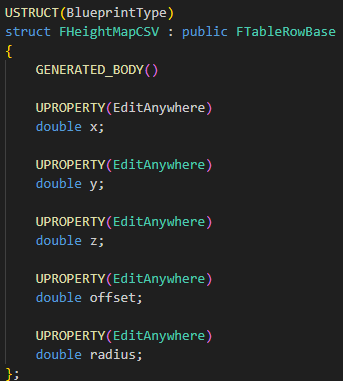 USTRUCT(BlueprintType)
struct FHeightMapCSV : public FTableRowBase
{
GENERATED_BODY()
UPROPERTY(EditAnywhere)
double x;
UPROPERTY(EditAnywhere)
double y;
UPROPERTY(EditAnywhere)
double z;
UPROPERTY(EditAnywhere)
double offset;
UPROPERTY(EditAnywhere)
double radius;
};